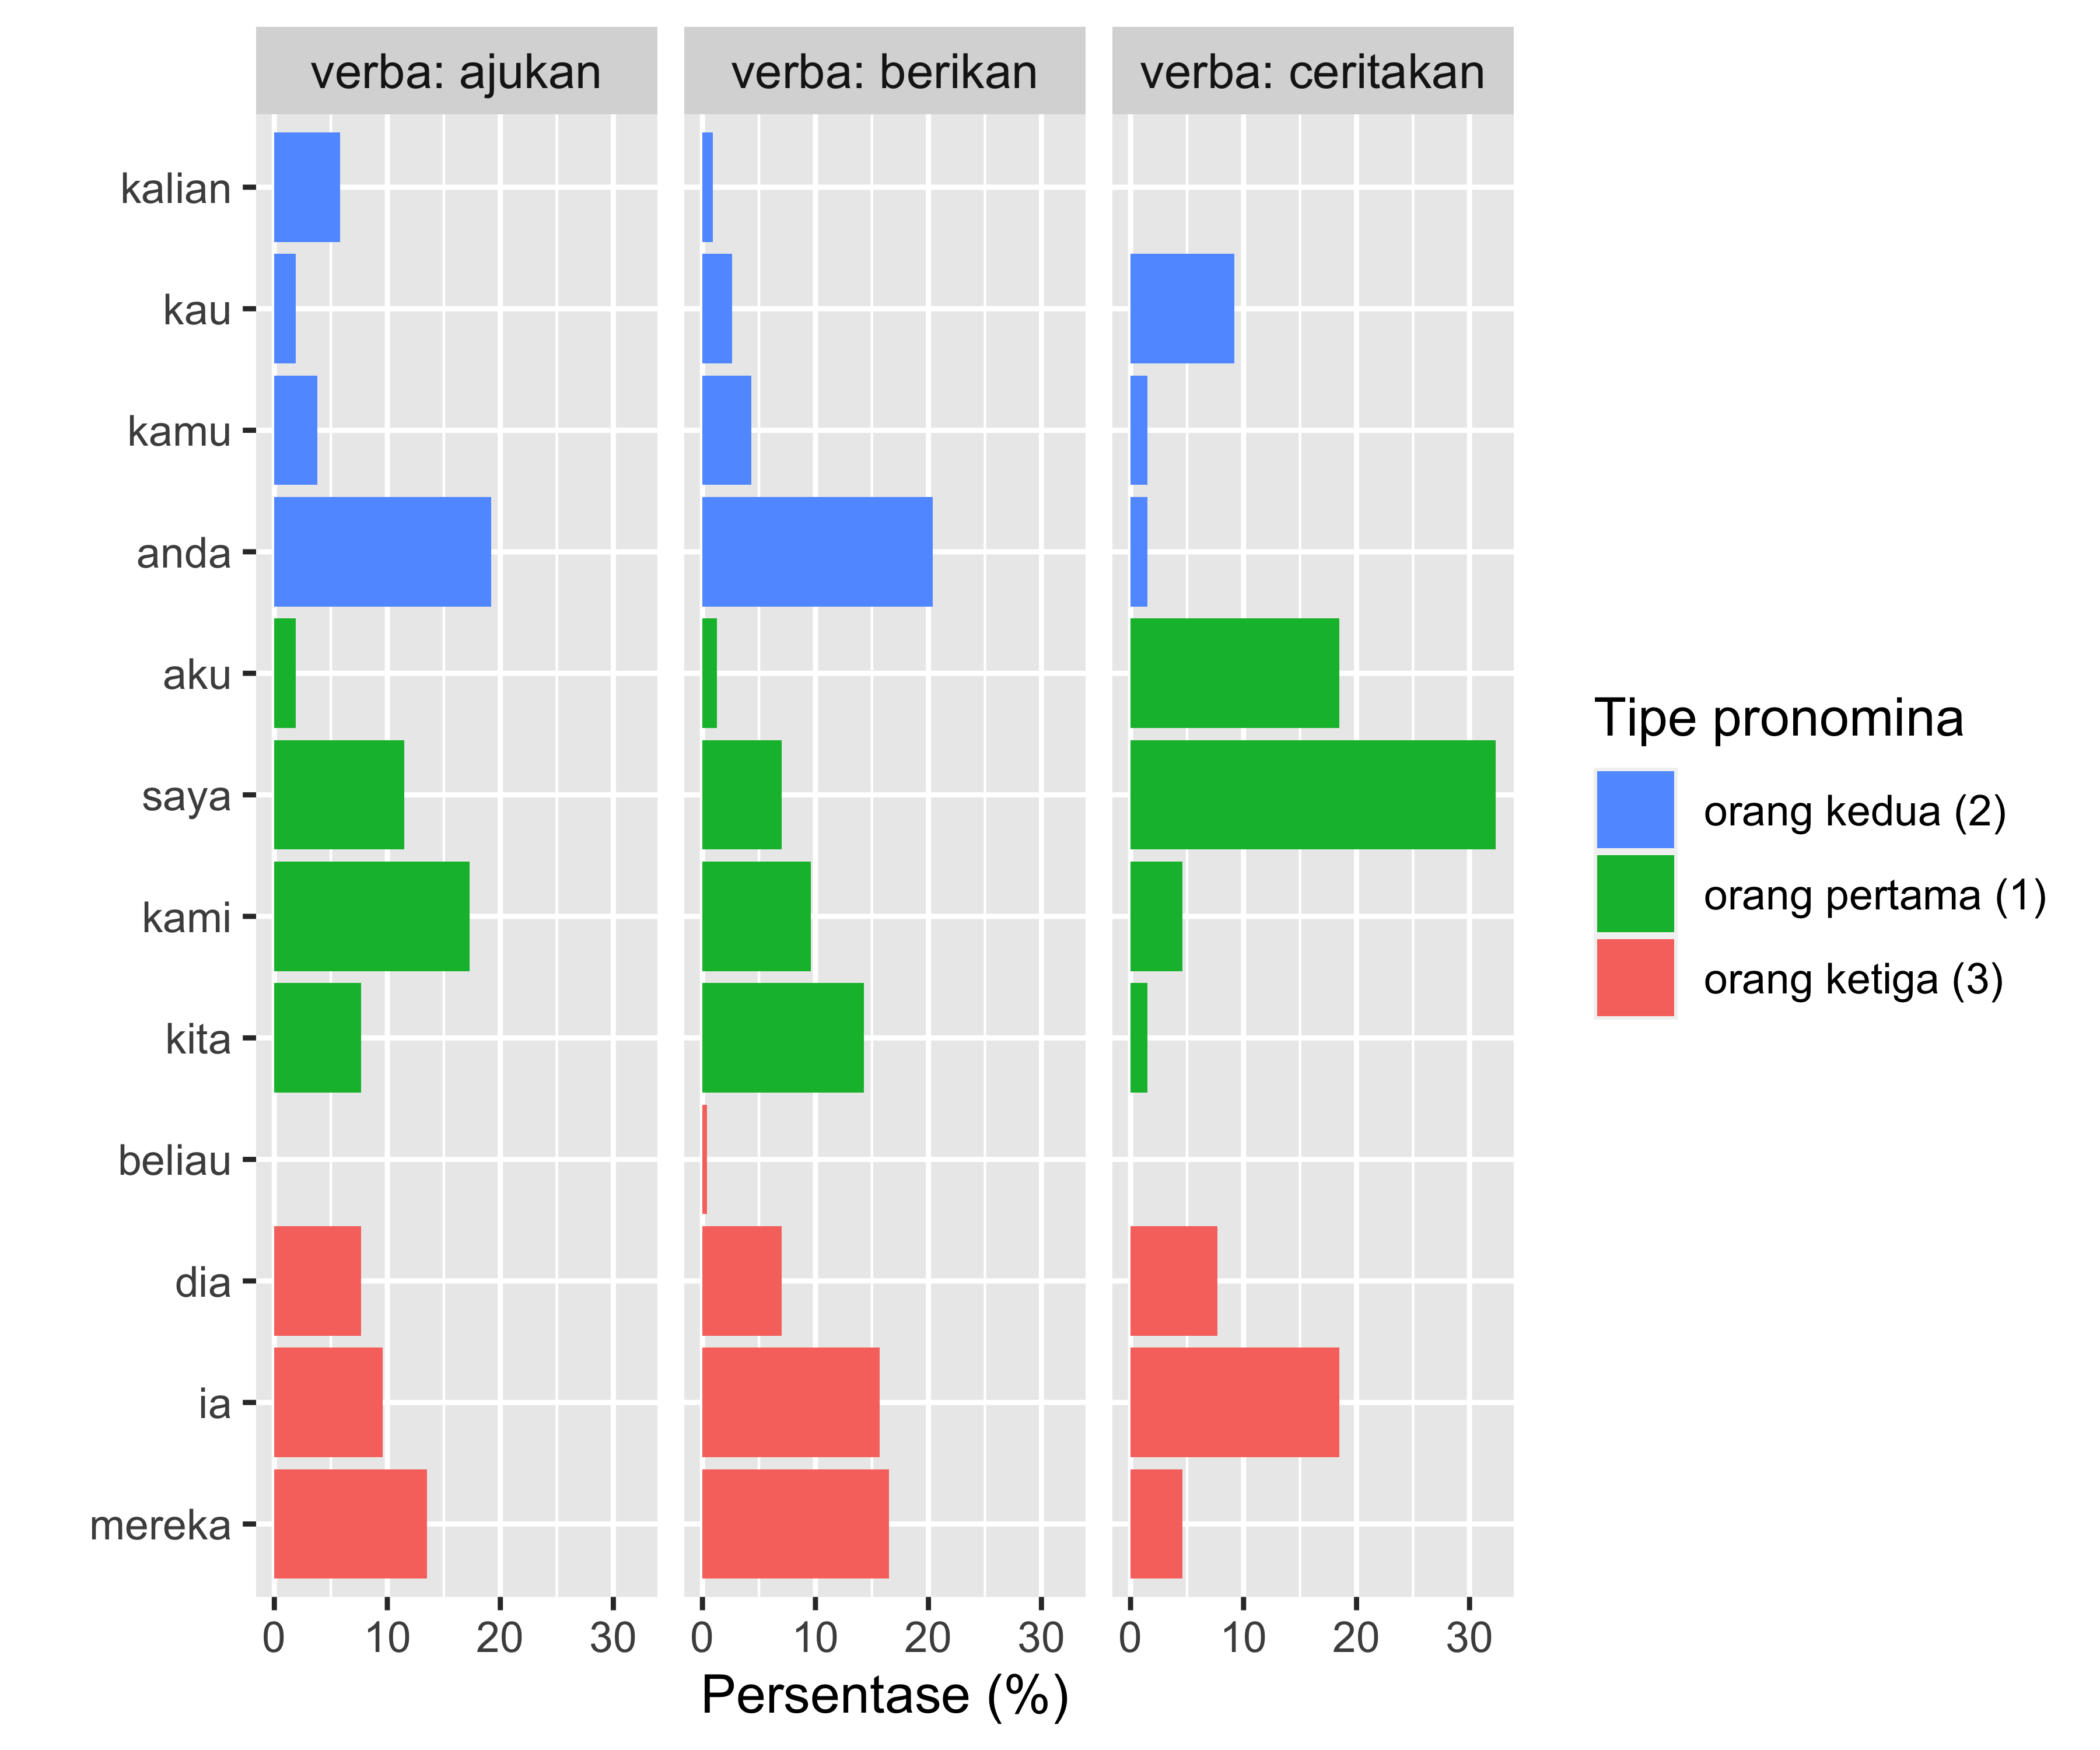 verba: ajukan
verba: berikan
verba: ceritakan
kalian
kau
kamu
anda
aku
saya
kami
kita
beliau
dia
ia
mereka
0 10 20 30
0 10 20 30
0 10 20 30
Persentase (%)
Tipe pronomina
orang kedua (2)
orang pertama (1)
orang ketiga (3)